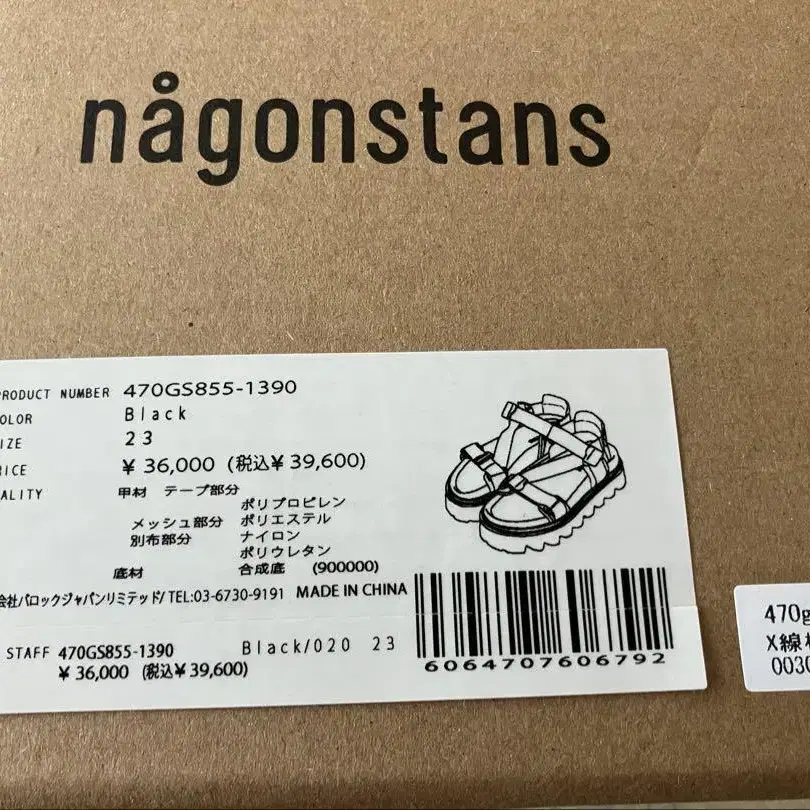 någonstans
PRODUCT NUMBER 470GS855-1390
OLOR Black
IZE 23
RICE ¥ 36,000 (税込¥ 39,600)
ALITY 甲材 テープ部分
ポリプロピレン
メッシュ部分 ポリエステル
別布部分 ナイロン
ポリウレタン
底材 合成底 (900000)
会社バロックジャパンリミテッド/ TEL:03-6730-9191 MADE IN CHINA
STAFF 470GS855-1390 Black/020 23
¥ 36,000 (税込¥ 39,600)
6064707606792
470g
X線
0030